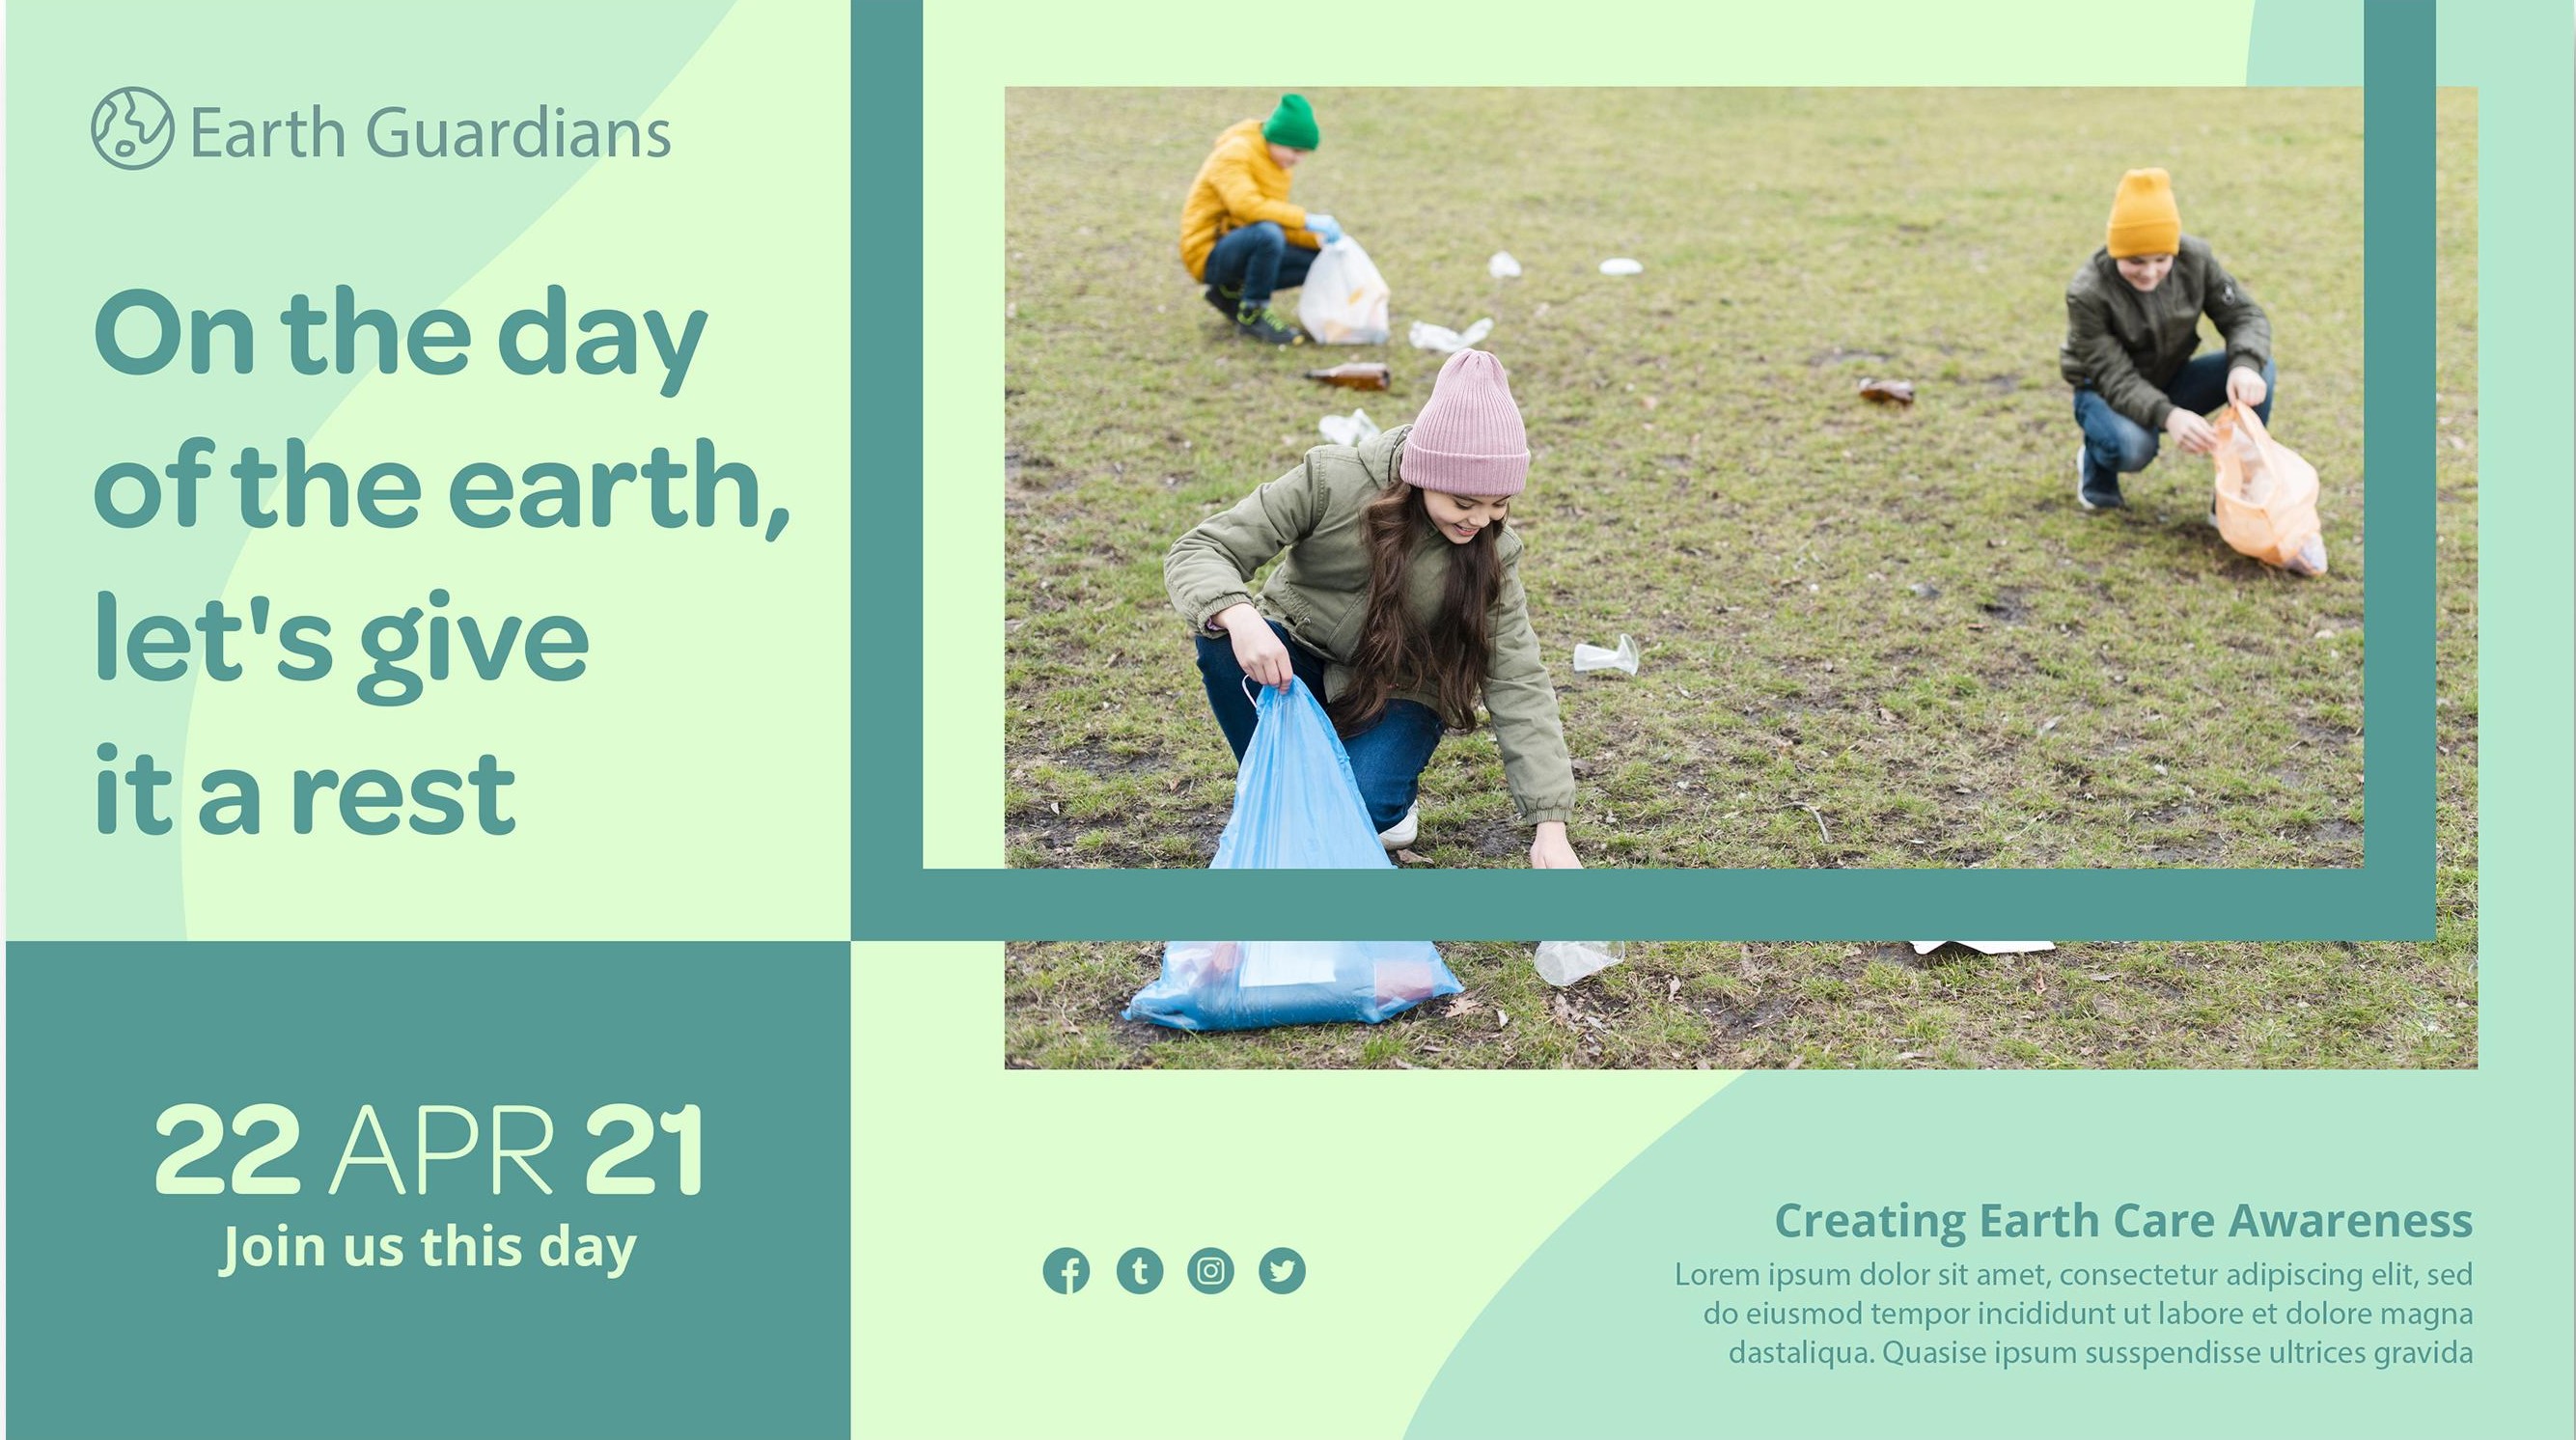 Earth Guardians
On the day
of the earth,
let's give
it a rest
22 APR 21
Join us this day
Creating Earth Care Awareness
Lorem ipsum dolor sit amet, consectetur adipiscing elit, sed
do eiusmod tempor incididunt ut labore et dolore magna
dastaliqua. Quasise ipsum susspendisse ultrices gravida